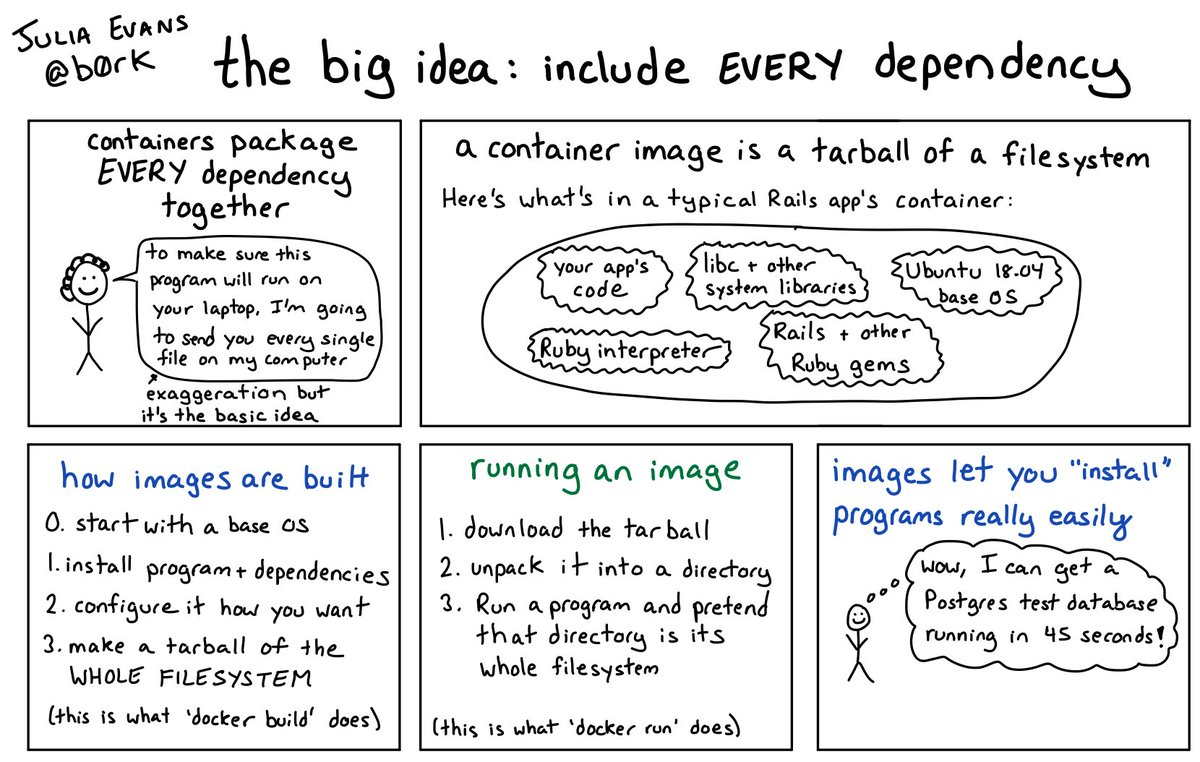 JULIA EVANS
@b0rk
the big idea: include EVERY dependency
containers package
EVERY dependency
together
to make sure this
program will run on
your laptop, I'm going
to send you every single
file on my computer
exaggeration but
it's the basic idea
a container image is a tarball of a filesystem
Here's what's in a typical Rails app's container:
your app's
code
libc + other
system libraries
Ubuntu 18.04
base OS
Ruby interpreter
Rails + other
Ruby gems
how images are built
0. start with a base OS
1. install program + dependencies
2. configure it how you want
3. make a tarball of the
WHOLE FILESYSTEM
(this is what 'docker build' does)
running an image
1. download the tarball
2. unpack it into a directory
3. Run a program and pretend
that directory is its
whole filesystem
(this is what 'docker run' does)
images let you "install"
programs really easily
wow, I can get a
Postgres test database
running in 45 seconds!